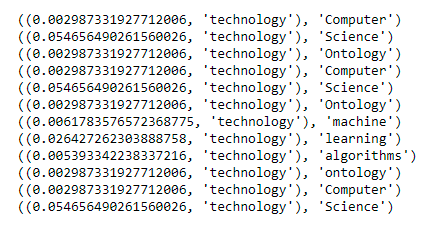 ((0.002987331927712006, 'technology'), 'Computer')
((0.054656490261560026, 'technology'), 'Science')
((0.002987331927712006, 'technology'), 'Ontology')
((0.002987331927712006, 'technology'), 'Computer')
((0.054656490261560026, 'technology'), 'Science')
((0.002987331927712006, 'technology'), 'Ontology')
((0.0061783576572368775, 'technology'), 'machine')
((0.026427262303888758, 'technology'), 'learning')
((0.005393342238337216, 'technology'), 'algorithms')
((0.002987331927712006, 'technology'), 'ontology')
((0.002987331927712006, 'technology'), 'Computer')
((0.054656490261560026, 'technology'), 'Science')